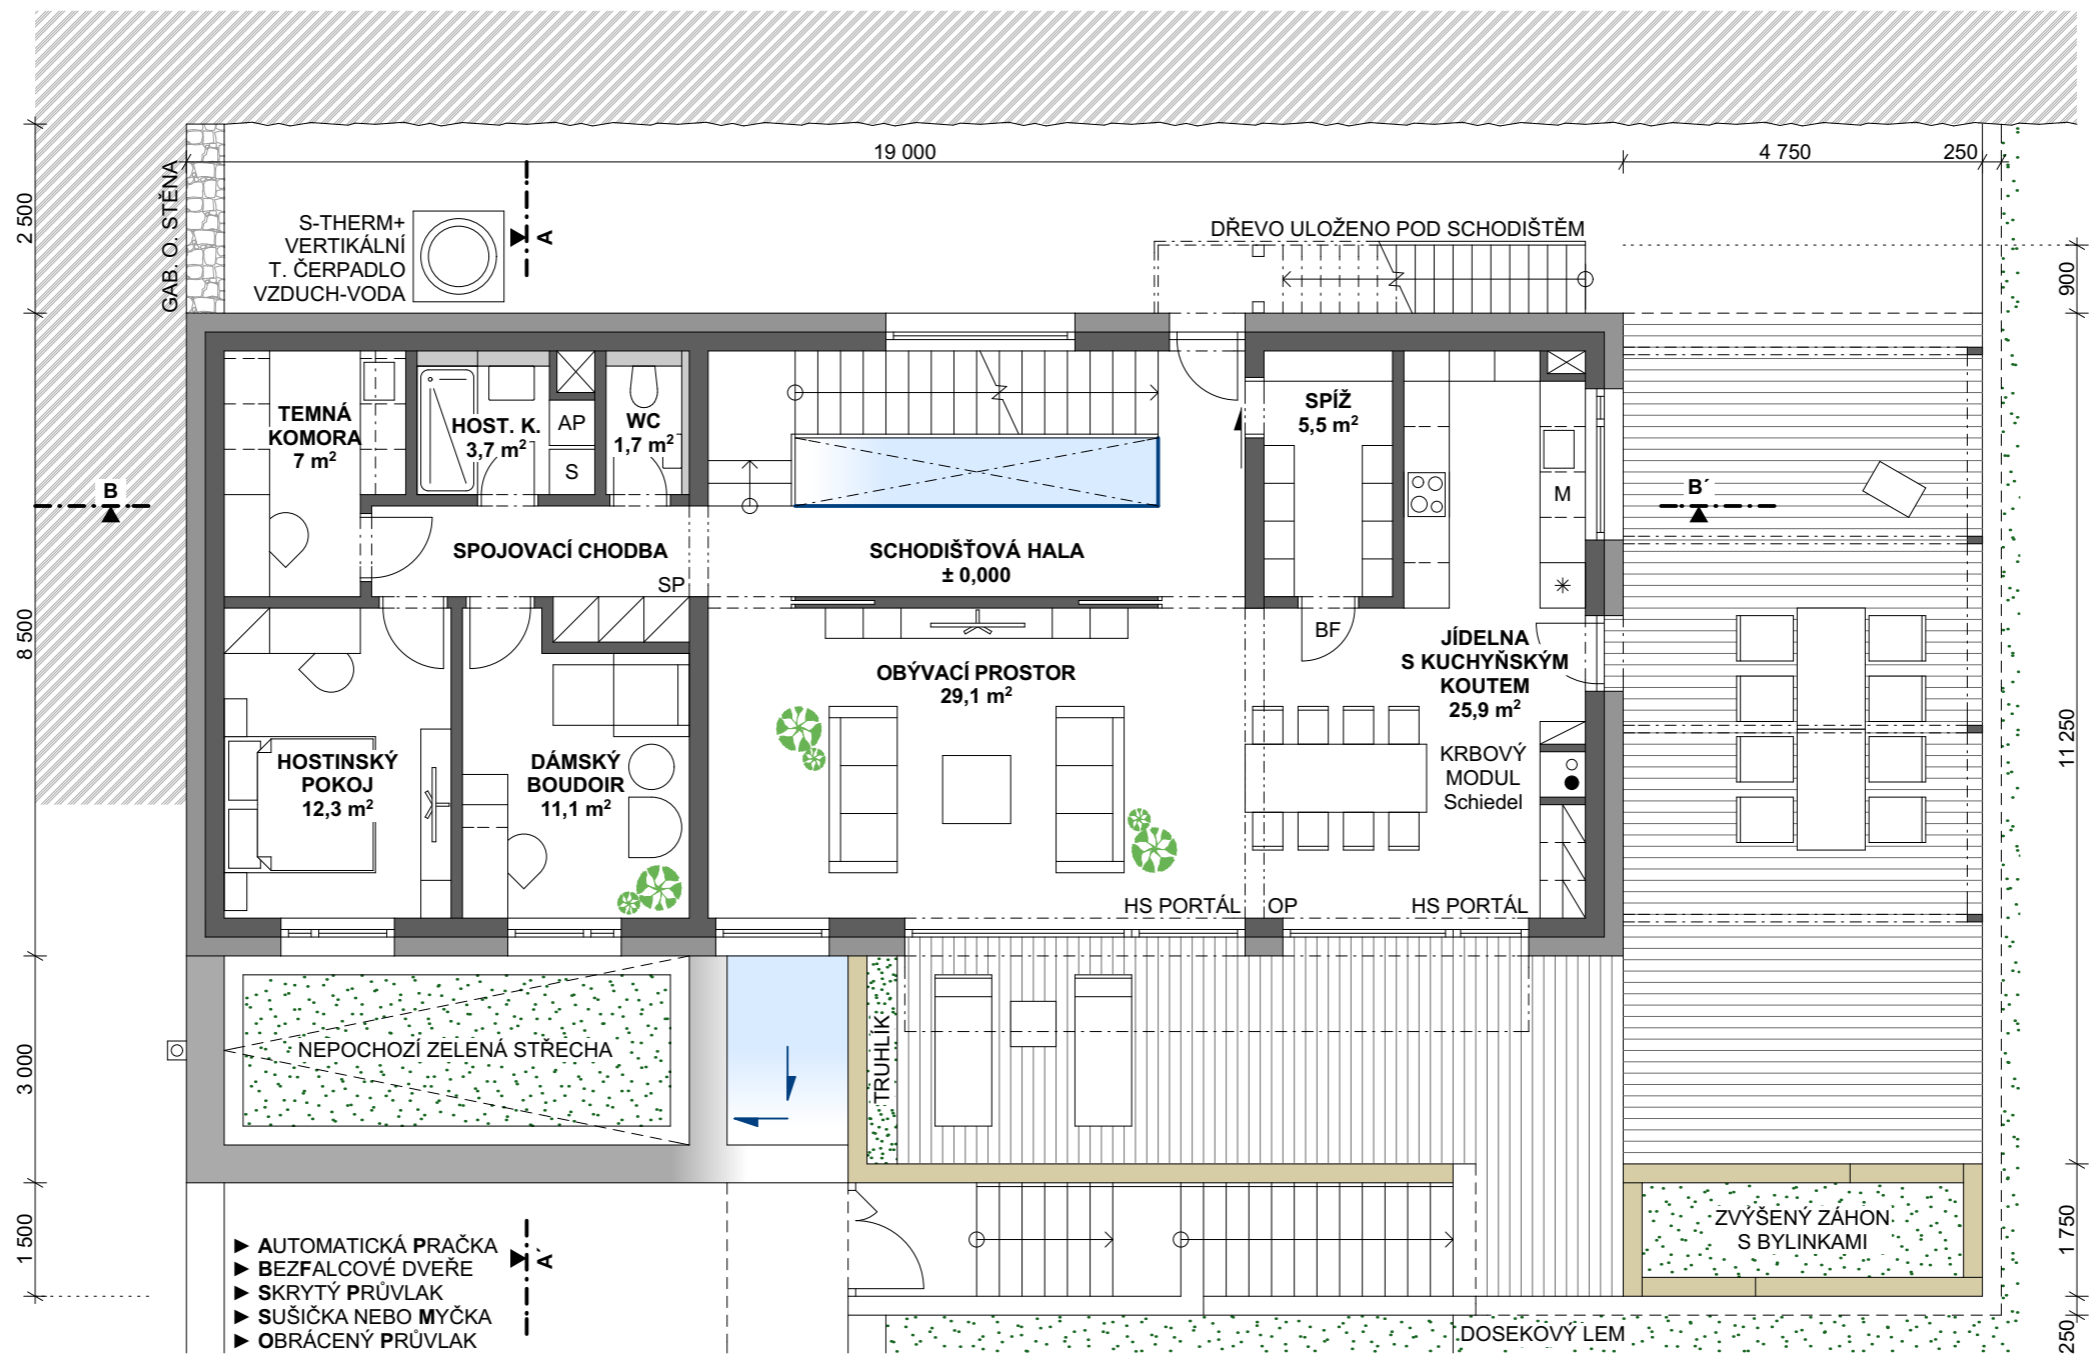 19 000
4 750
250
GAB. O. STĚNA
2 500
S-THERM+
VERTIKÁLNÍ
T. ČERPADLO
VZDUCH-VODA
A
DŘEVO ULOŽENO POD SCHODIŠTĚM
900
TEMNÁ
KOMORA
7 m²
HOST. K.
3,7 m²
AP
S
WC
1,7 m²
SPÍŽ
5,5 m²
M
B
B´
SPOJOVACÍ CHODBA
SP
SCHODIŠŤOVÁ HALA
± 0,000
8 500
BF
OBÝVACÍ PROSTOR
29,1 m²
JÍDELNA
S KUCHYŇSKÝM
KOUTEM
25,9 m²
KRBOVÝ
MODUL
Schiedel
11 250
HOSTINSKÝ
POKOJ
12,3 m²
DÁMSKÝ
BOUDOIR
11,1 m²
HS PORTÁL
OP
HS PORTÁL
NEPOCHOZÍ ZELENÁ STŘECHA
TRUHLÍK
3 000
1 500
► AUTOMATICKÁ PRAČKA
► BEZFALCOVÉ DVEŘE
► SKRYTÝ PRŮVLAK
► SUŠIČKA NEBO MYČKA
► OBRÁCENÝ PRŮVLAK
A´
ZVÝŠENÝ ZÁHON
S BYLINKAMI
1 750
DOSEKOVÝ LEM
250